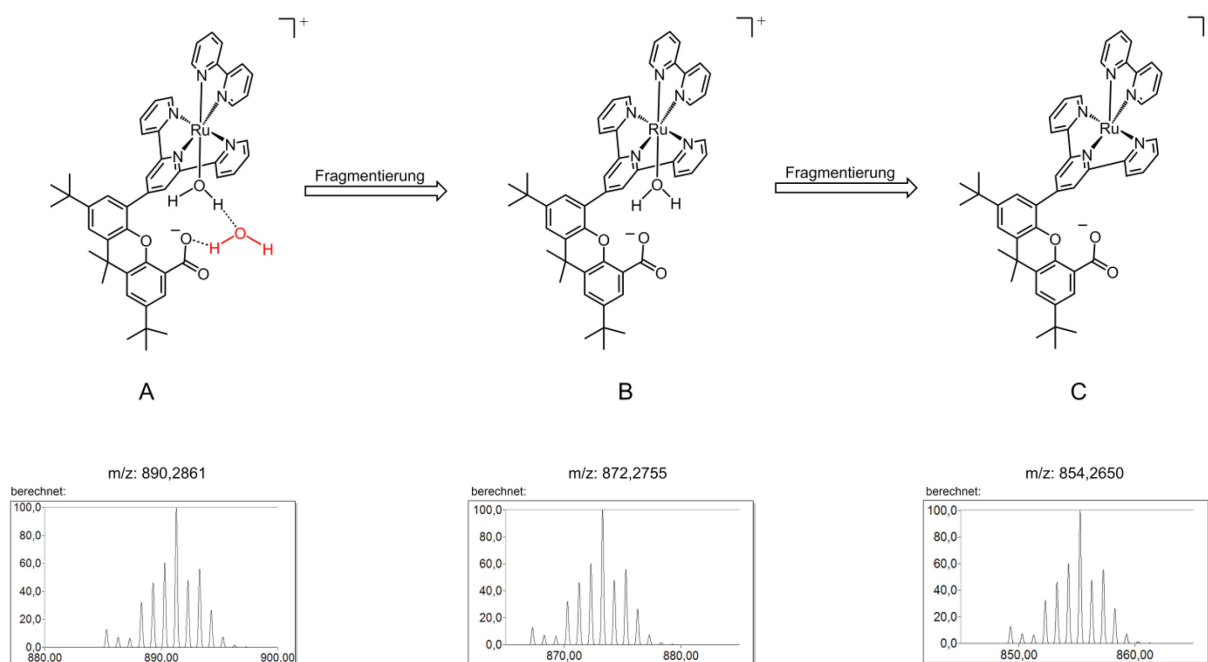 +
+
N
N
N
N
N
Ru
O
H
H
O
H
H
O
O
−
O
Fragmentierung
N
N
N
N
N
Ru
O
H
H
O
O
−
O
Fragmentierung
N
N
N
N
N
Ru
O
O
−
O
A
B
C
m/z: 890,2861
m/z: 872,2755
m/z: 854,2650
berechnet:
100,0
80,0
60,0
40,0
20,0
0,0
880,00
890,00
900,00
berechnet:
100,0
80,0
60,0
40,0
20,0
0,0
870,00
880,00
berechnet:
100,0
80,0
60,0
40,0
20,0
0,0
850,00
860,00